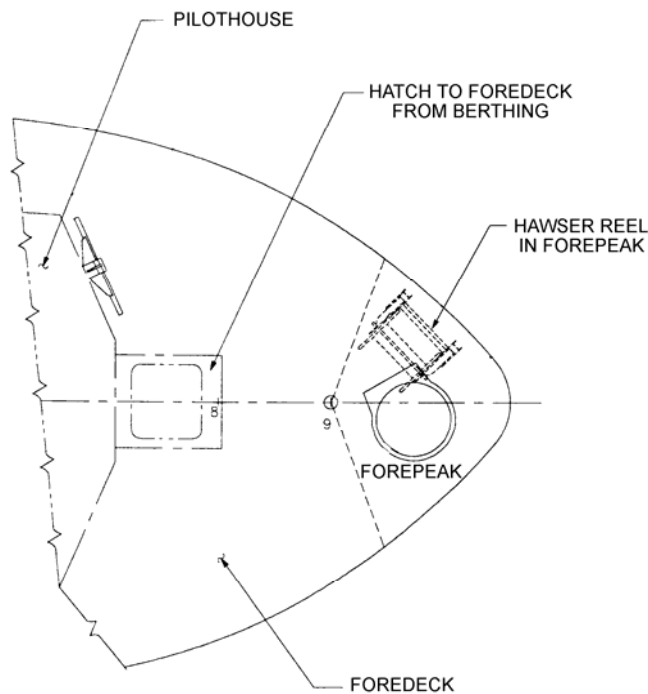 PILOTHOUSE
HATCH TO FOREDECK
FROM BERTHING
HAWSER REEL
IN FOREPEAK
8
9
FOREPEAK
FOREDECK